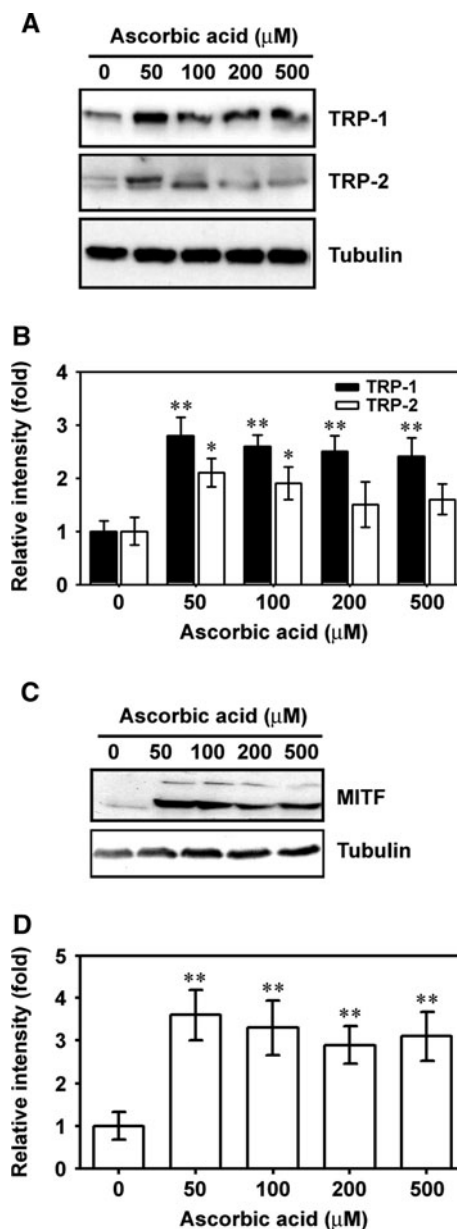 A
Ascorbic acid (μM)
0 50 100 200 500
TRP-1
TRP-2
Tubulin
B
Relative intensity (fold)
4
3
2
1
0
TRP-1
TRP-2
** * ** * ** **
0 50 100 200 500
Ascorbic acid (μM)
C
Ascorbic acid (μM)
0 50 100 200 500
MITF
Tubulin
D
Relative intensity (fold)
5
4
3
2
1
0
** ** ** **
0 50 100 200 500
Ascorbic acid (μM)